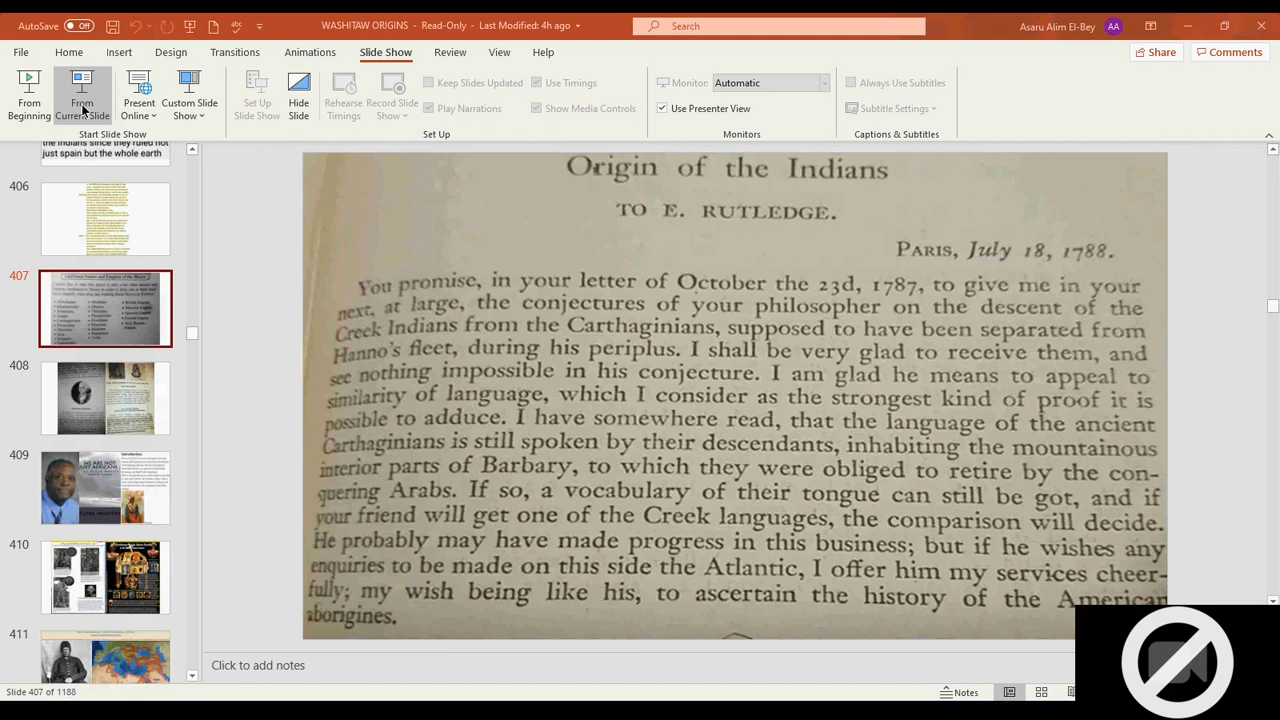 AutoSave Off
WASHITAW ORIGINS - Read-Only - Last Modified: 4h ago
Search
Asaru Alim El-Bey AA
File Home Insert Design Transitions Animations Slide Show Review View Help
Share Comments
From Beginning
From Current Slide
Present Online
Custom Slide Show
Set Up Slide Show
Hide Slide
Rehearse Timings
Record Slide Show
Keep Slides Updated
Play Narrations
Use Timings
Show Media Controls
Monitor: Automatic
Use Presenter View
Always Use Subtitles
Subtitle Settings
Start Slide Show
Set Up
Monitors
Captions & Subtitles
the Indians since they ruled not
just spain but the whole earth
406
407
408
409
410
411
Origin of the Indians
TO E. RUTLEDGE.
PARIS, July 18, 1788.
You promise, in your letter of October the 23d, 1787, to give me in your
next, at large, the conjectures of your philosopher on the descent of the
Creek Indians from the Carthaginians, supposed to have been separated from
Hanno's fleet, during his periplus. I shall be very glad to receive them, and
see nothing impossible in his conjecture. I am glad he means to appeal to
similarity of language, which I consider as the strongest kind of proof it is
possible to adduce. I have somewhere read, that the language of the ancient
Carthaginians is still spoken by their descendants, inhabiting the mountainous
interior parts of Barbary, to which they were obliged to retire by the con-
quering Arabs. If so, a vocabulary of their tongue can still be got, and if
your friend will get one of the Creek languages, the comparison will decide.
He probably may have made progress in this business; but if he wishes any
enquiries to be made on this side the Atlantic, I offer him my services cheer-
fully; my wish being like his, to ascertain the history of the American
aborigines.
Click to add notes
Slide 407 of 1188
Notes